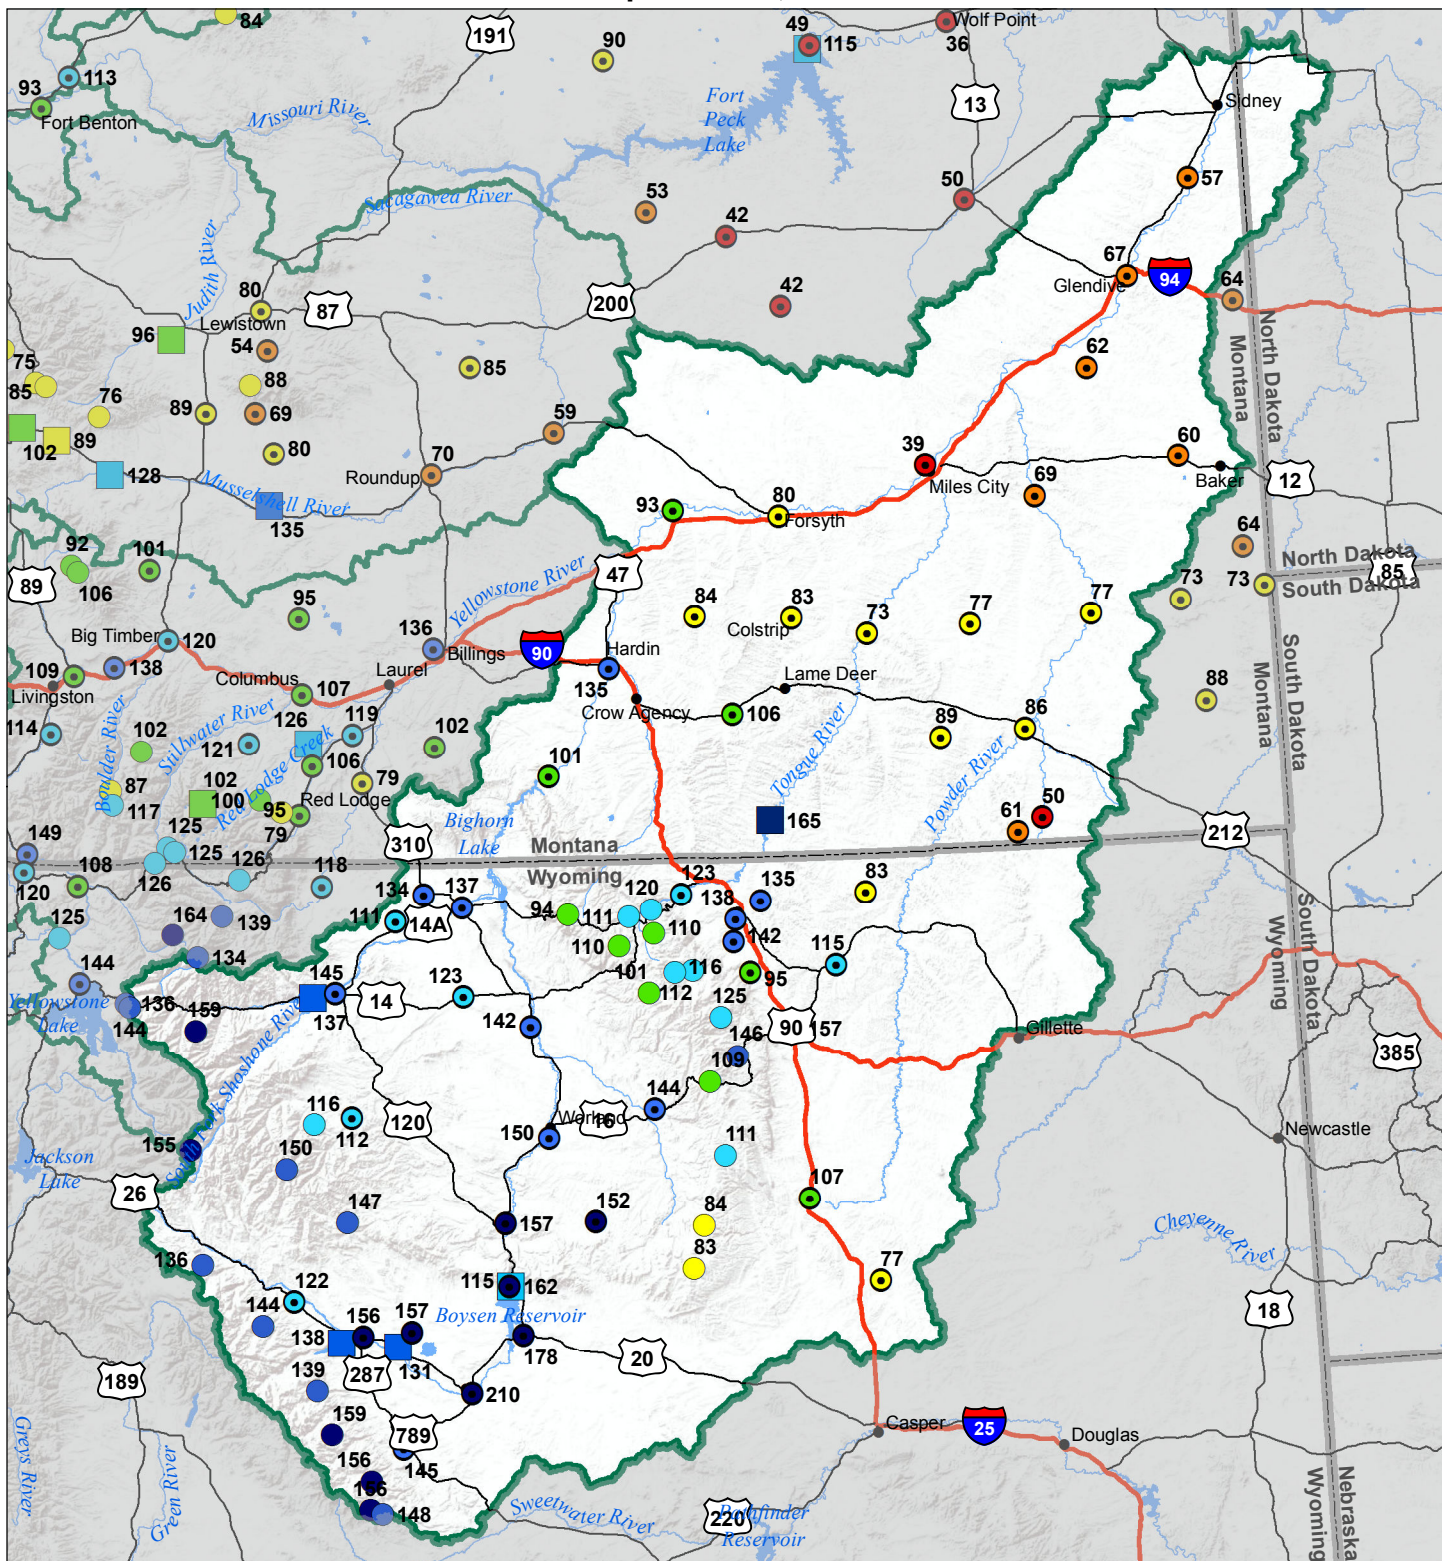 84
191
90
49
115
Wolf Point
36
113
93
Fort Benton
Missouri River
Fort
Peck
Lake
13
Sidney
57
53
50
Sacagawea River
42
67
Glendive
94
64
42
80
87
200
Judith River
Lewistown
96
54
North Dakota
Montana
75
85
85
88
62
76
89
69
59
102
89
80
128
70
Roundup
39
60
Miles City
69
Baker
12
Musselshell River
135
93
80
Forsyth
64
92
101
106
89
47
Yellowstone River
North Dakota
South Dakota
85
73
73
95
84
83
Colstrip
73
77
77
Big Timber
120
136
Billings
90
Hardin
135
South Dakota
Montana
109
138
Livingston
Columbus
107
Laurel
Lame Deer
Crow Agency
106
88
114
Boulder River
102
Stillwater River
121
126
119
102
89
86
Tongue River
Powder River
106
101
87
117
102
100
95
79
Red Lodge Creek
Red Lodge
79
125
125
126
126
118
149
120
108
Bighorn
Lake
310
165
61
50
212
Montana
Wyoming
134
137
14A
111
94
111
120
123
138
135
83
110
110
142
115
101
116
95
112
125
164
139
134
125
144
136
144
Yellowstone
Lake
159
145
137
14
123
142
125
146
90
157
Gillette
South Dakota
Wyoming
385
South Fork Shoshone River
109
144
16
Worland
150
116
112
120
111
155
150
Jackson
Lake
Newcastle
26
147
157
152
84
107
83
77
Cheyenne River
136
122
115
162
Boysen Reservoir
144
138
156
157
131
287
178
20
18
189
139
210
159
789
145
Casper
25
Douglas
156
156
148
Greys River
Green River
Sweetwater River
220
Pathfinder
Reservoir
Nebraska
Wyoming